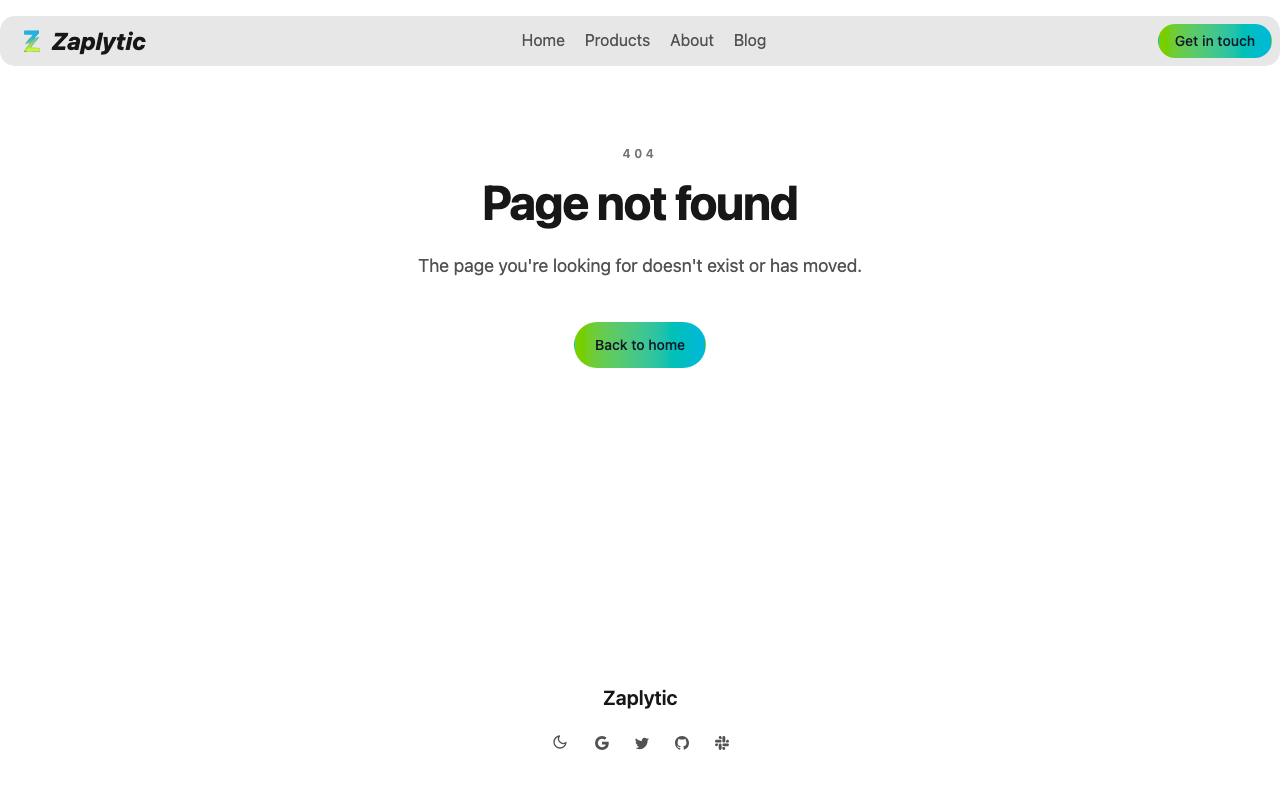 Zaplytic
Home Products About Blog
Get in touch
404
Page not found
The page you're looking for doesn't exist or has moved.
Back to home
Zaplytic